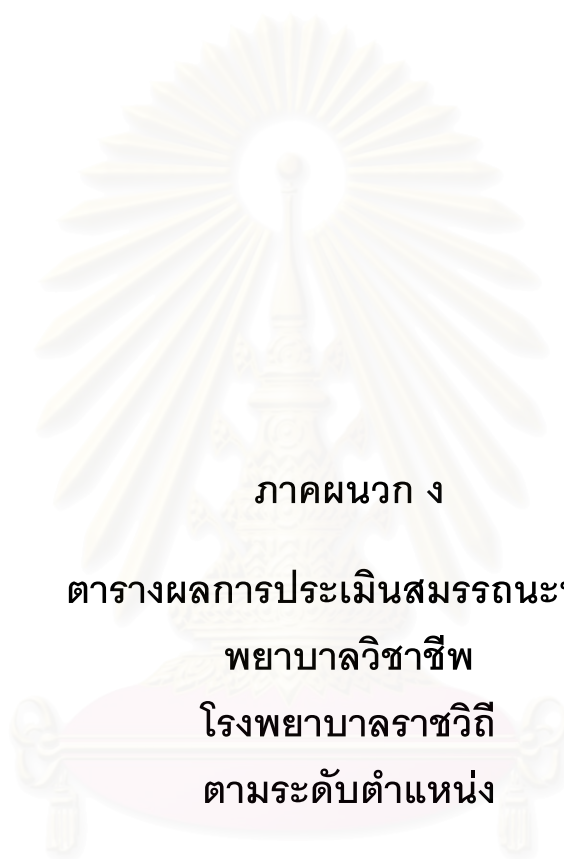 ภาคผนวก ง
ตารางผลการประเมินสมรรถนะ
พยาบาลวิชาชีพ
โรงพยาบาลราชวิถี
ตามระดับตำแหน่ง